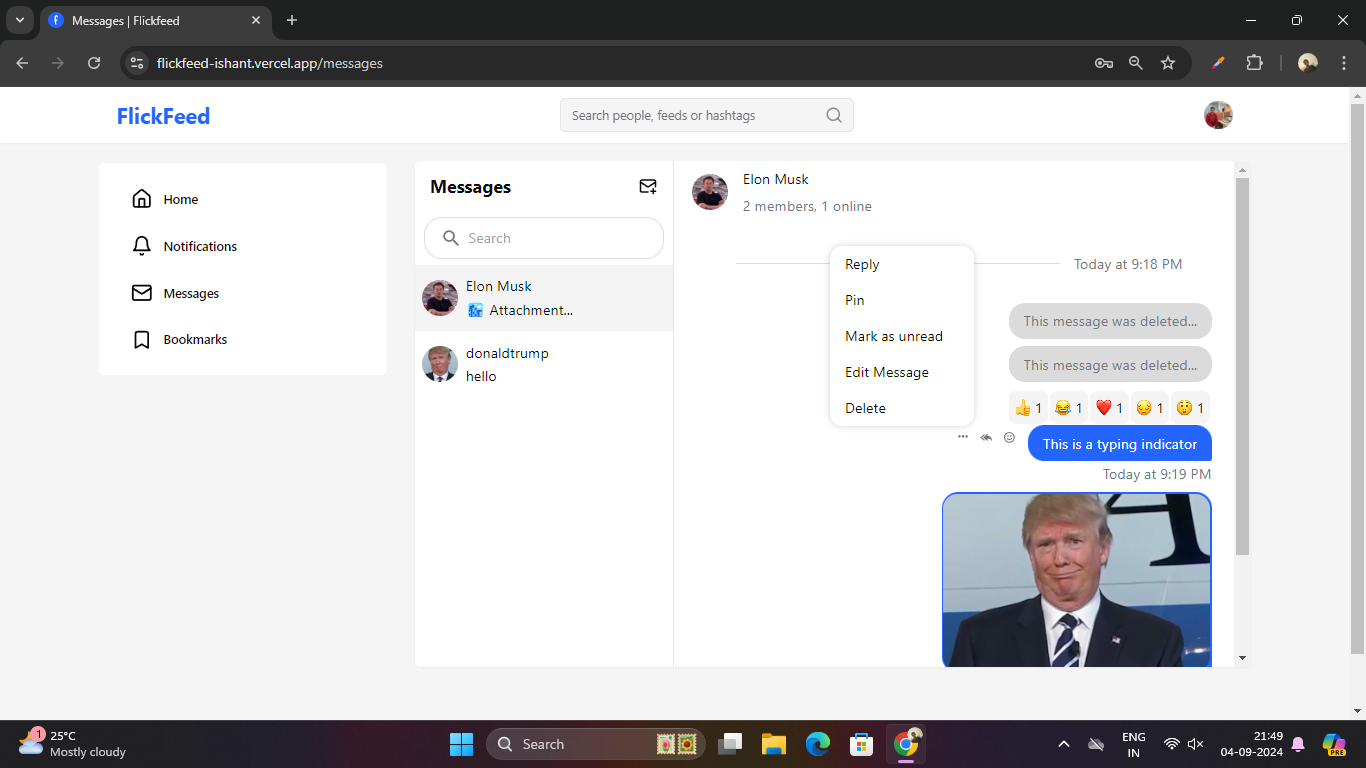 Messages | Flickfeed
flickfeed-ishant.vercel.app/messages
FlickFeed
Search people, feeds or hashtags
Home
Notifications
Messages
Bookmarks
Messages
Search
Elon Musk
Attachment...
donaldtrump
hello
Elon Musk
2 members, 1 online
Today at 9:18 PM
Reply
Pin
Mark as unread
Edit Message
Delete
This message was deleted...
This message was deleted...
👍 1 😂 1 ❤️ 1 😔 1 😲 1
This is a typing indicator
Today at 9:19 PM
A
1
25°C
Mostly cloudy
Search
ENG
IN
21:49
04-09-2024
PRE